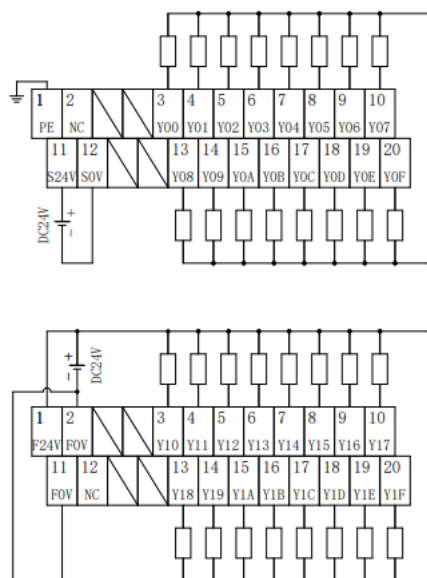 1 2 3 4 5 6 7 8 9 10
PE NC Y00 Y01 Y02 Y03 Y04 Y05 Y06 Y07
11 12 13 14 15 16 17 18 19 20
S24V S0V Y08 Y09 Y0A Y0B Y0C Y0D Y0E Y0F
DC24V - +
- + DC24V
1 2 3 4 5 6 7 8 9 10
F24V F0V Y10 Y11 Y12 Y13 Y14 Y15 Y16 Y17
11 12 13 14 15 16 17 18 19 20
F0V NC Y18 Y19 Y1A Y1B Y1C Y1D Y1E Y1F